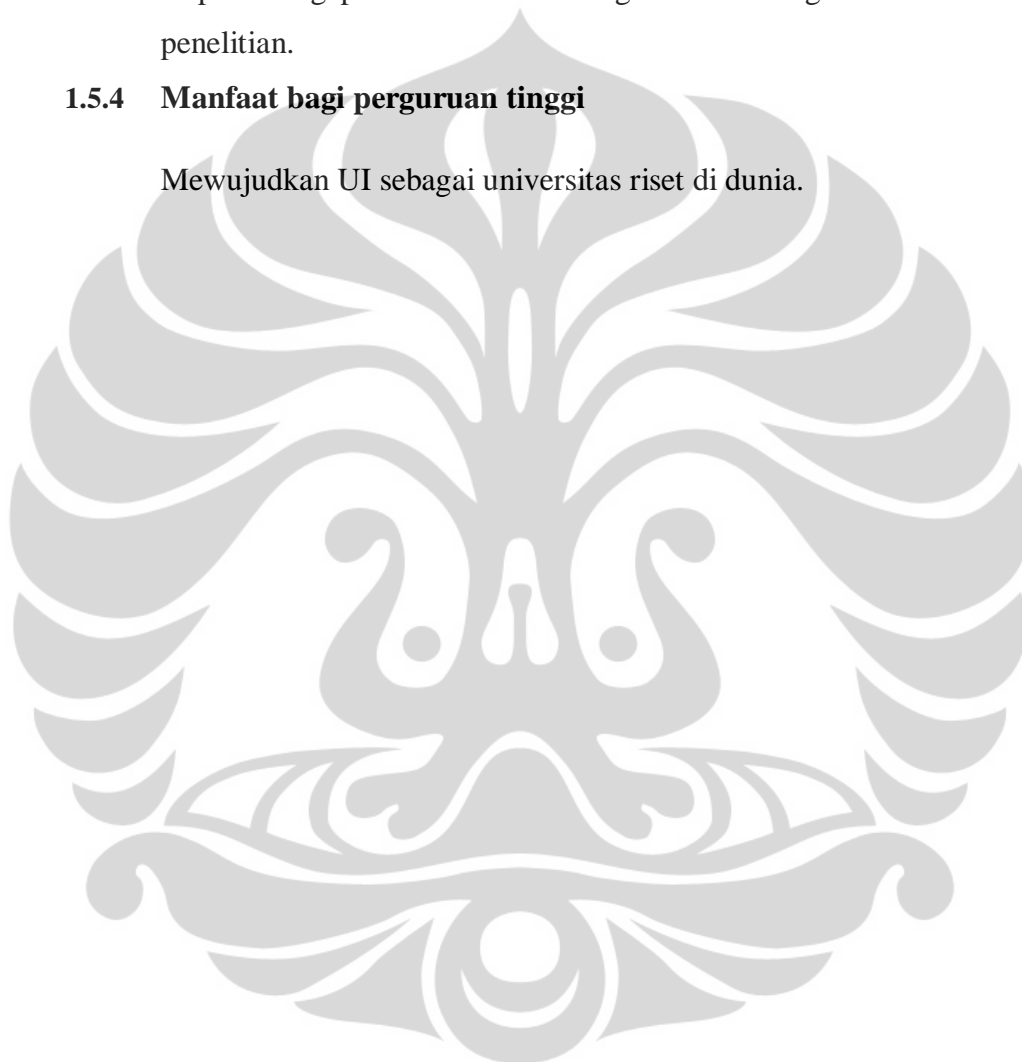 penelitian.
1.5.4 Manfaat bagi perguruan tinggi
Mewujudkan UI sebagai universitas riset di dunia.